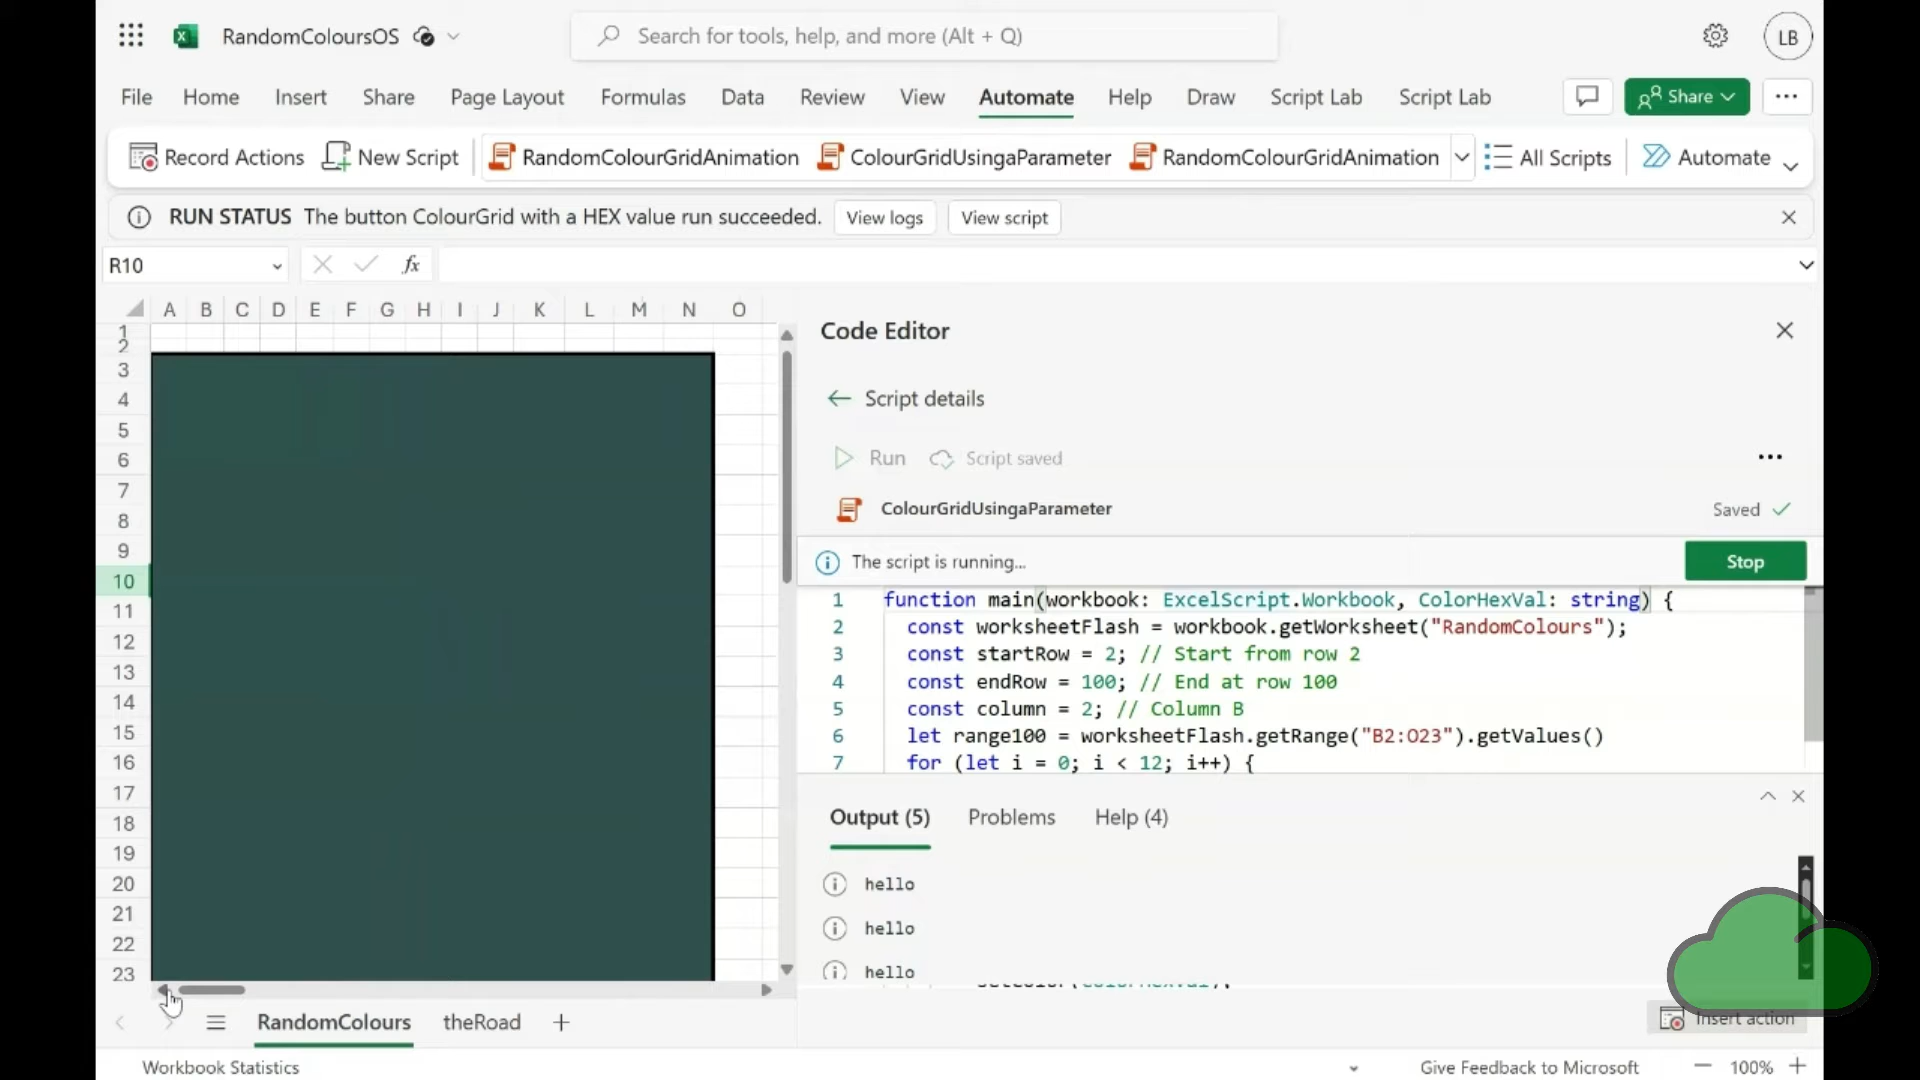 RandomColoursOS
Search for tools, help, and more (Alt + Q)
LB
File Home Insert Share Page Layout Formulas Data Review View Automate Help Draw Script Lab Script Lab
Share
Record Actions New Script RandomColourGridAnimation ColourGridUsingaParameter RandomColourGridAnimation All Scripts Automate
RUN STATUS The button ColourGrid with a HEX value run succeeded. View logs View script
R10 fx
A B C D E F G H I J K L M N O
1
2
3
4
5
6
7
8
9
10
11
12
13
14
15
16
17
18
19
20
21
22
23
Code Editor
Script details
Run Script saved
ColourGridUsingaParameter Saved
The script is running... Stop
1 function main(workbook: ExcelScript.Workbook, ColorHexVal: string) {
2 const worksheetFlash = workbook.getWorksheet("RandomColours");
3 const startRow = 2; // Start from row 2
4 const endRow = 100; // End at row 100
5 const column = 2; // Column B
6 let range100 = worksheetFlash.getRange("B2:O23").getValues()
7 for (let i = 0; i < 12; i++) {
Output (5) Problems Help (4)
hello
hello
hello
Insert action
RandomColours theRoad
Workbook Statistics Give Feedback to Microsoft 100%